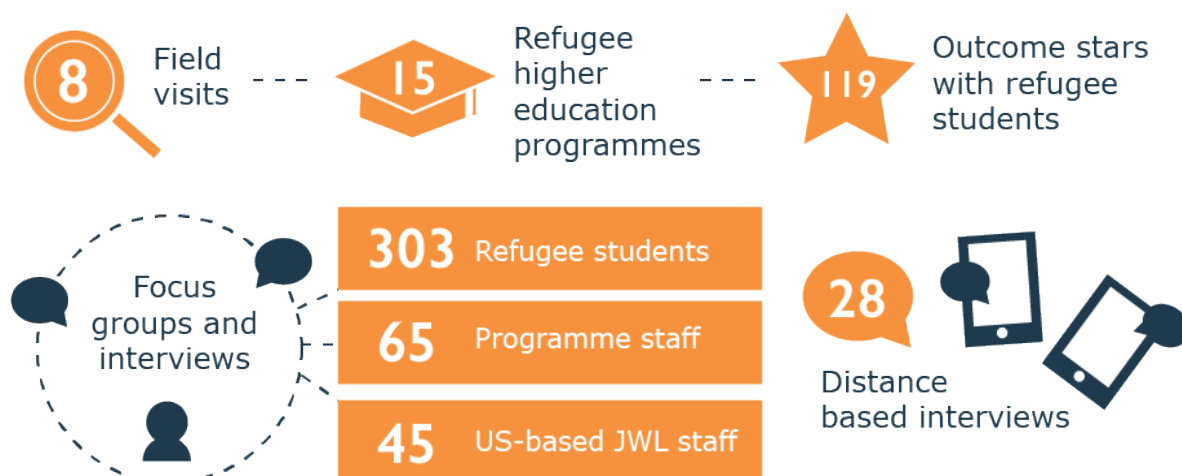 8
Field
visits
15
Refugee
higher
education
programmes
119
Outcome stars
with refugee
students
Focus
groups and
interviews
303 Refugee students
65 Programme staff
45 US-based JWL staff
28
Distance
based interviews